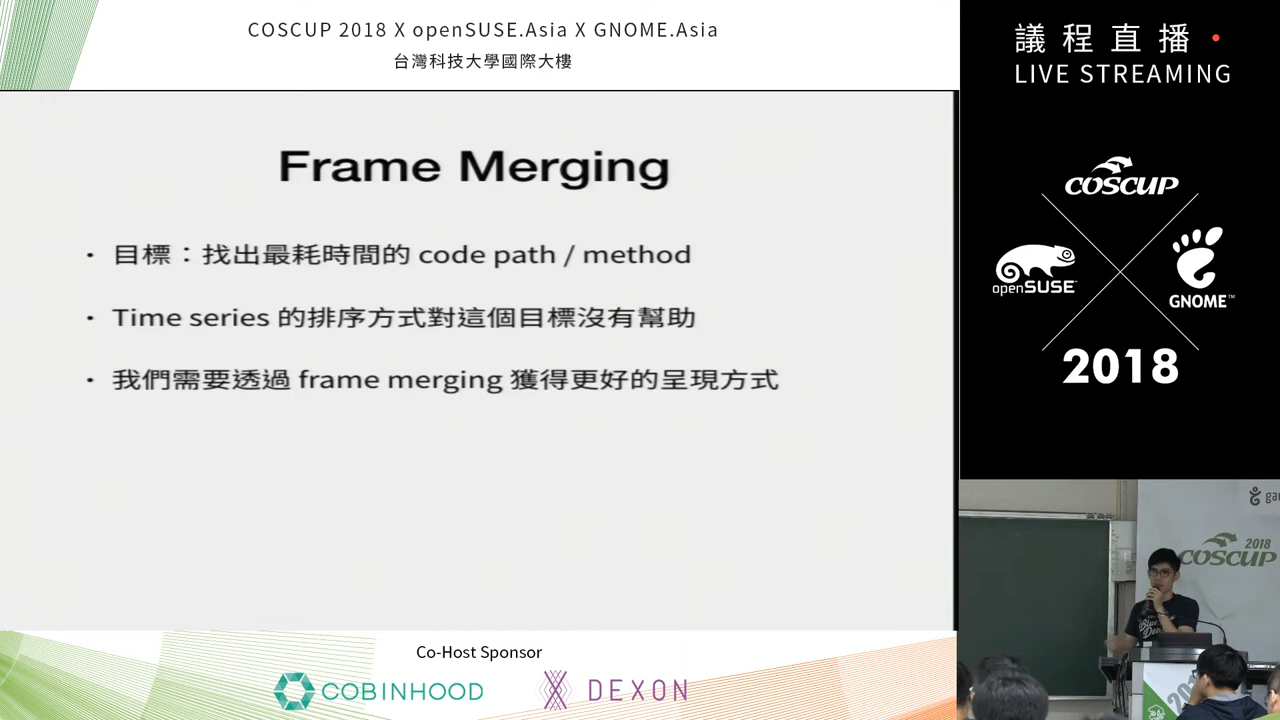 COSCUP 2018 X openSUSE.Asia X GNOME.Asia
台灣科技大學國際大樓
Frame Merging
• 目標：找出最耗時間的 code path / method
• Time series 的排序方式對這個目標沒有幫助
• 我們需要透過 frame merging 獲得更好的呈現方式
Co-Host Sponsor
COBINHOOD
DEXON
議程直播
LIVE STREAMING
COSCUP
openSUSE
GNOME™
2018
2018
COSCUP